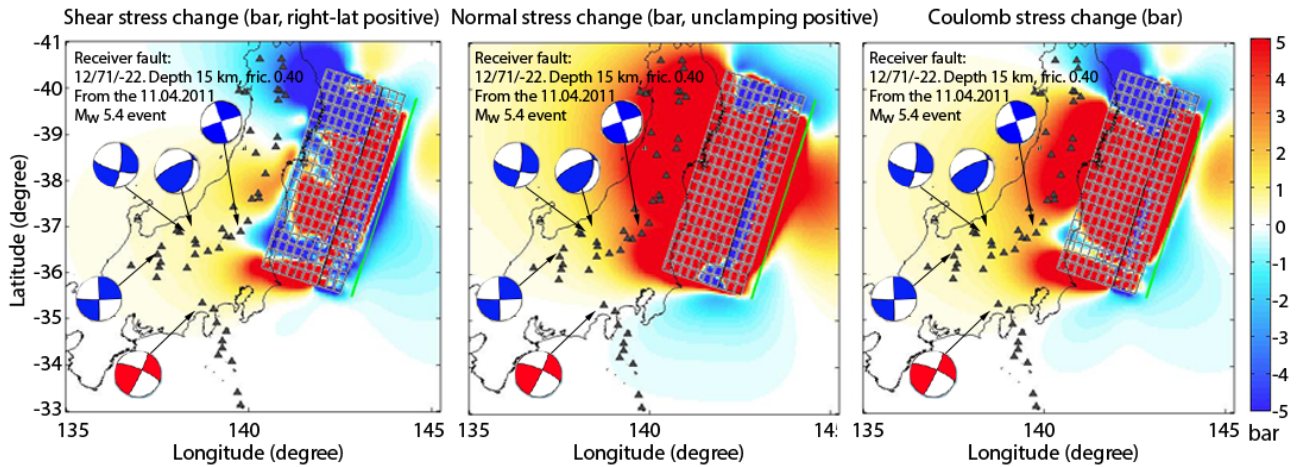 Shear stress change (bar, right-lat positive)
Normal stress change (bar, unclamping positive)
Coulomb stress change (bar)
Receiver fault:
12/71/-22. Depth 15 km, fric. 0.40
From the 11.04.2011
Mw 5.4 event
Receiver fault:
12/71/-22. Depth 15 km, fric. 0.40
From the 11.04.2011
Mw 5.4 event
Receiver fault:
12/71/-22. Depth 15 km, fric. 0.40
From the 11.04.2011
Mw 5.4 event
Latitude (degree)
-41
-40
-39
-38
-37
-36
-35
-34
-33
135
140
145
Longitude (degree)
135
140
145
Longitude (degree)
135
140
145
Longitude (degree)
5
4
3
2
1
0
-1
-2
-3
-4
-5
bar